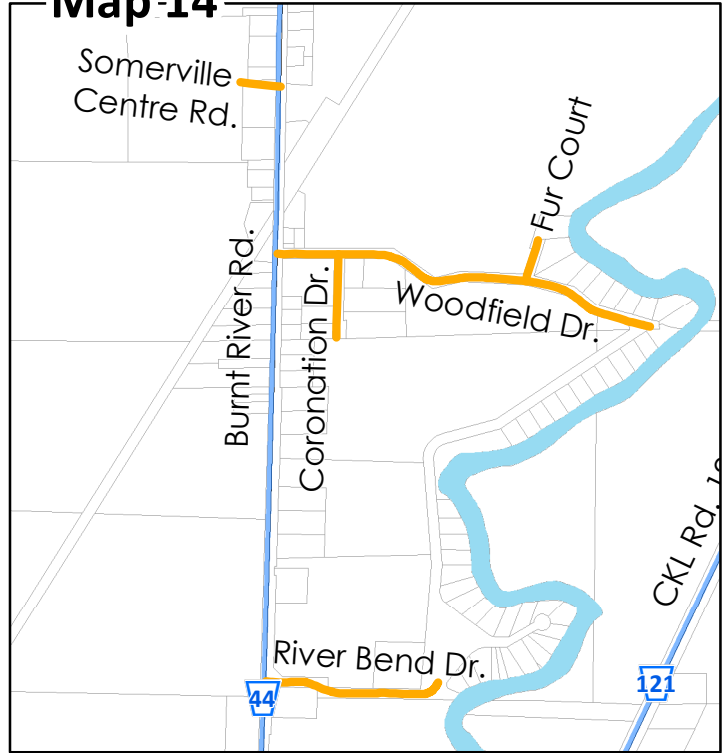 Map 14
Somerville
Centre Rd.
Fur Court
Burnt River Rd.
Coronation Dr.
Woodfield Dr.
CKL Rd.
River Bend Dr.
44
121